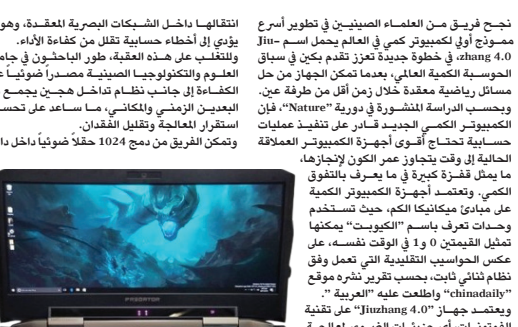 نجح فريق من العلماء الصينيين في تطوير أسرع
نموذج أولي لكمبيوتر كمي في العالم يحمل اسم Jiu-
zhang 4.0، في خطوة جديدة تعزز تقدم بكين في سباق
الحوسبة الكمية العالمي، بعدما تمكن الجهاز من حل
مسائل رياضية معقدة خلال زمن أقل من طرفة عين.
وبحسب الدراسة المنشورة في دورية “Nature”، فإن
الكمبيوتر الكمي الجديد قادر على تنفيذ عمليات
حسابية تحتاج أقوى أجهزة الكمبيوتر العملاقة
الحالية إلى وقت يتجاوز عمر الكون لإنجازها،
ما يمثل قفزة كبيرة في ما يعرف بالتفوق
الكمي. وتعتمد أجهزة الكمبيوتر الكمية
على مبادئ ميكانيكا الكم، حيث تستخدم
وحدات تعرف باسم “الكيوبت” يمكنها
تمثيل القيمتين 0 و1 في الوقت نفسه، على
عكس الحواسيب التقليدية التي تعمل وفق
نظام ثنائي ثابت، بحسب تقرير نشره موقع
“chinadaily” واطلعت عليه “العربية”.
ويعتمد جهاز “Jiuzhang 4.0” على تقنية
انتقالها داخل الشبكات البصرية المعقدة، وهو
يؤدي إلى أخطاء حسابية تقلل من كفاءة الأداء.
وللتغلب على هذه العقبة، طور الباحثون في
العلوم والتكنولوجيا الصينية مصدراً ضوئياً
الكفاءة إلى جانب نظام تداخل هجين يجمع
البعدين الزمني والمكاني، ما ساعد على
استقرار المعالجة وتقليل الفقدان.
وتمكن الفريق من دمج 1024 حقلاً ضوئياً داخل
PREDATOR